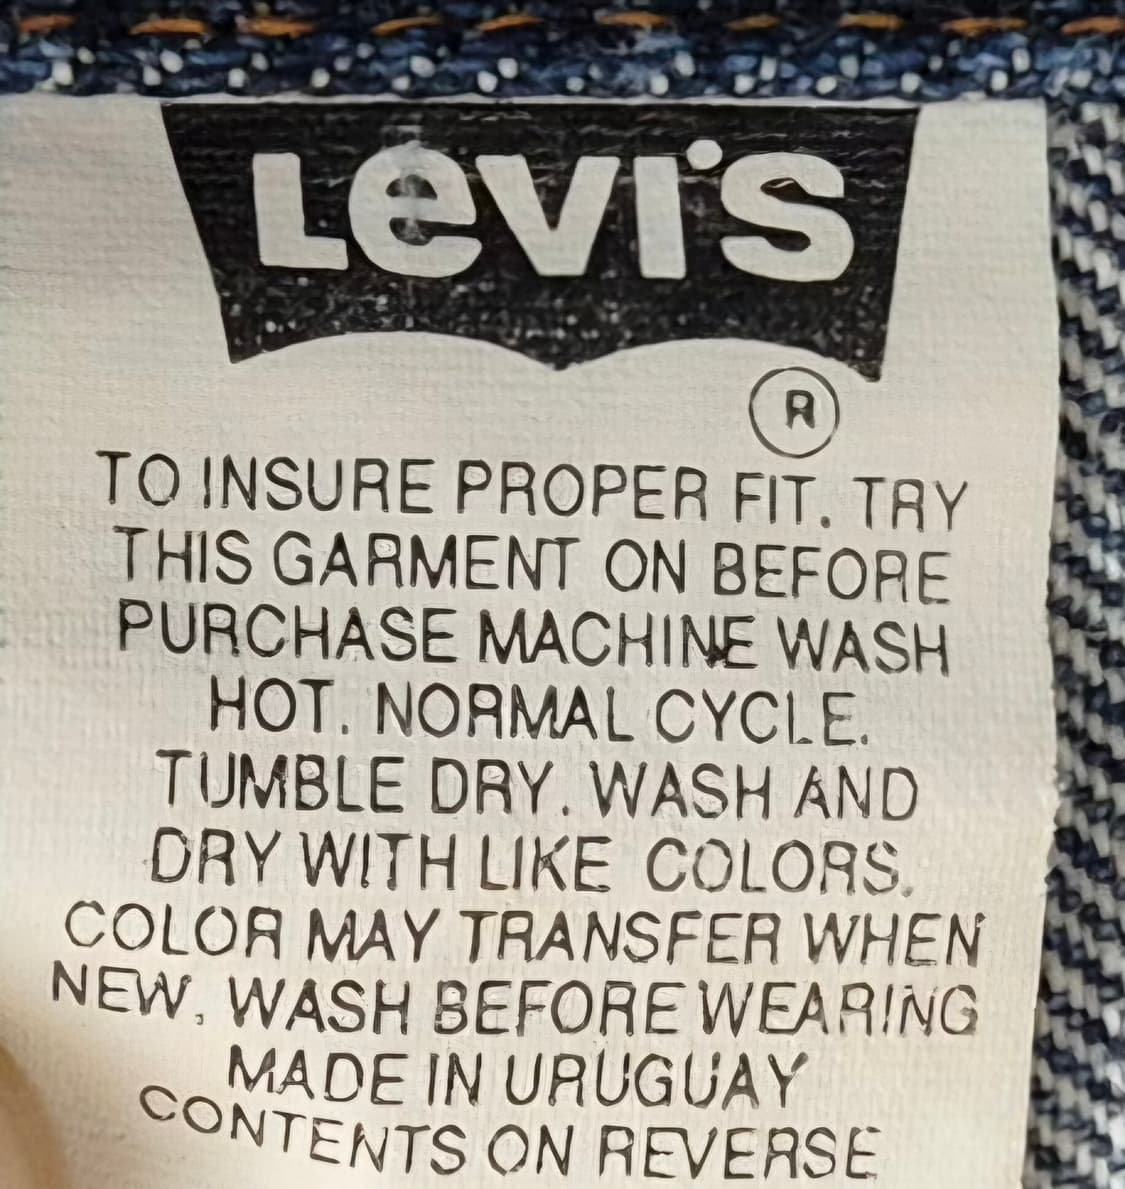 Levi's
®
TO INSURE PROPER FIT. TRY
THIS GARMENT ON BEFORE
PURCHASE MACHINE WASH
HOT. NORMAL CYCLE.
TUMBLE DRY. WASH AND
DRY WITH LIKE COLORS.
COLOR MAY TRANSFER WHEN
NEW. WASH BEFORE WEARING
MADE IN URUGUAY
CONTENTS ON REVERSE